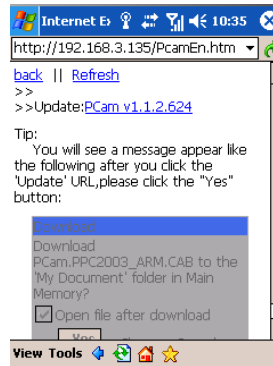 Internet E 10:35
http://192.168.3.135/PcamEn.htm
back || Refresh
>>
>>Update:PCam v1.1.2.624
Tip:
You will see a message appear like
the following after you click the
'Update' URL,please click the "Yes"
button:
Download
Download
PCam.PPC2003_ARM.CAB to the
'My Document' folder in Main
Memory?
Open file after download
Yes
View Tools